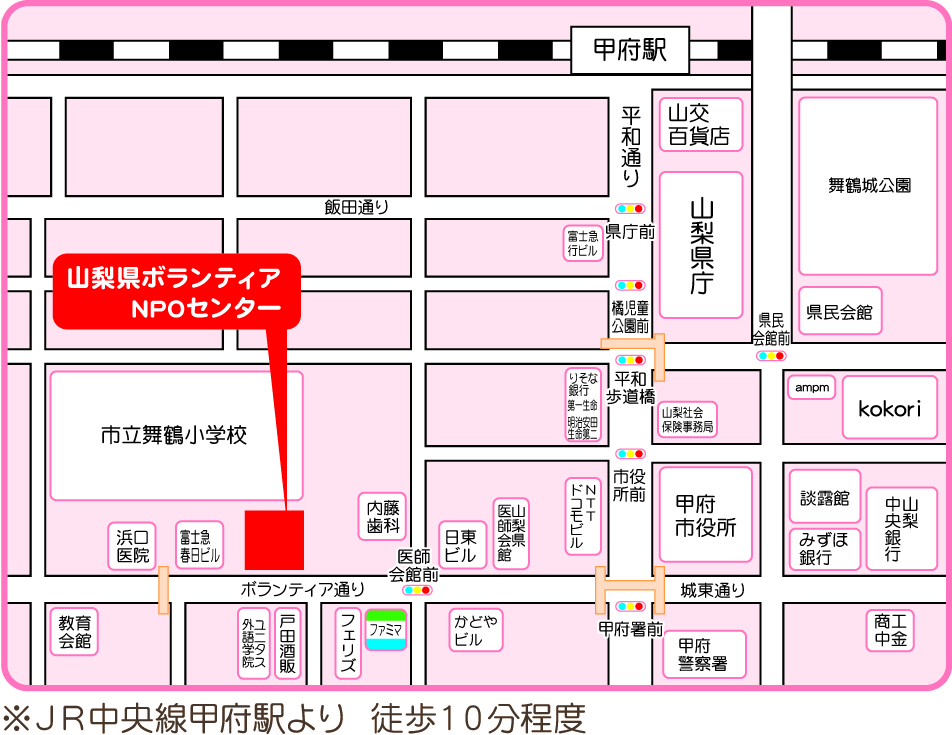 甲府駅
平和通り
山交
百貨店
舞鶴城公園
飯田通り
県庁前
富士急
行ビル
山梨県庁
山梨県ボランティア
NPOセンター
橘児童
公園前
県民会館
県民
会館前
平和
歩道橋
りそな
銀行
第一生命
明治安田
生命第二
山梨社会
保険事務局
ampm
kokori
市立舞鶴小学校
市役
所前
甲府
市役所
談露館
みずほ
銀行
山梨
中央銀行
内藤
歯科
日東
ビル
山梨県
医師会館
NTT
ドコモビル
浜口
医院
富士急
春日ビル
医師
会館前
ボランティア通り
城東通り
教育
会館
ユニタス
外語学院
戸田酒販
フェリズ
ファミマ
かどや
ビル
甲府署前
甲府
警察署
商工
中金
※JR中央線甲府駅より 徒歩10分程度